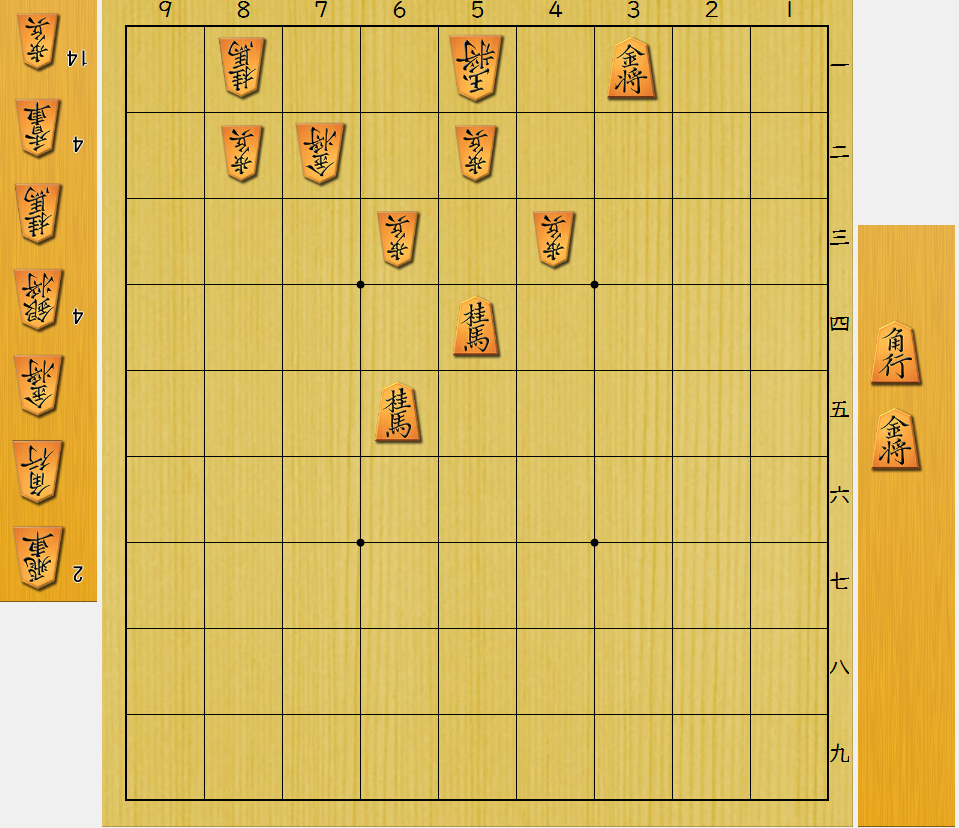 9 8 7 6 5 4 3 2 1
歩兵 14
香車 4
桂馬
銀将 4
金将
角行
飛車 2
桂馬 玉将 金将 一
歩兵 金将 歩兵 二
歩兵 歩兵 三
桂馬 四
桂馬 五
六
七
八
九
角行
金将